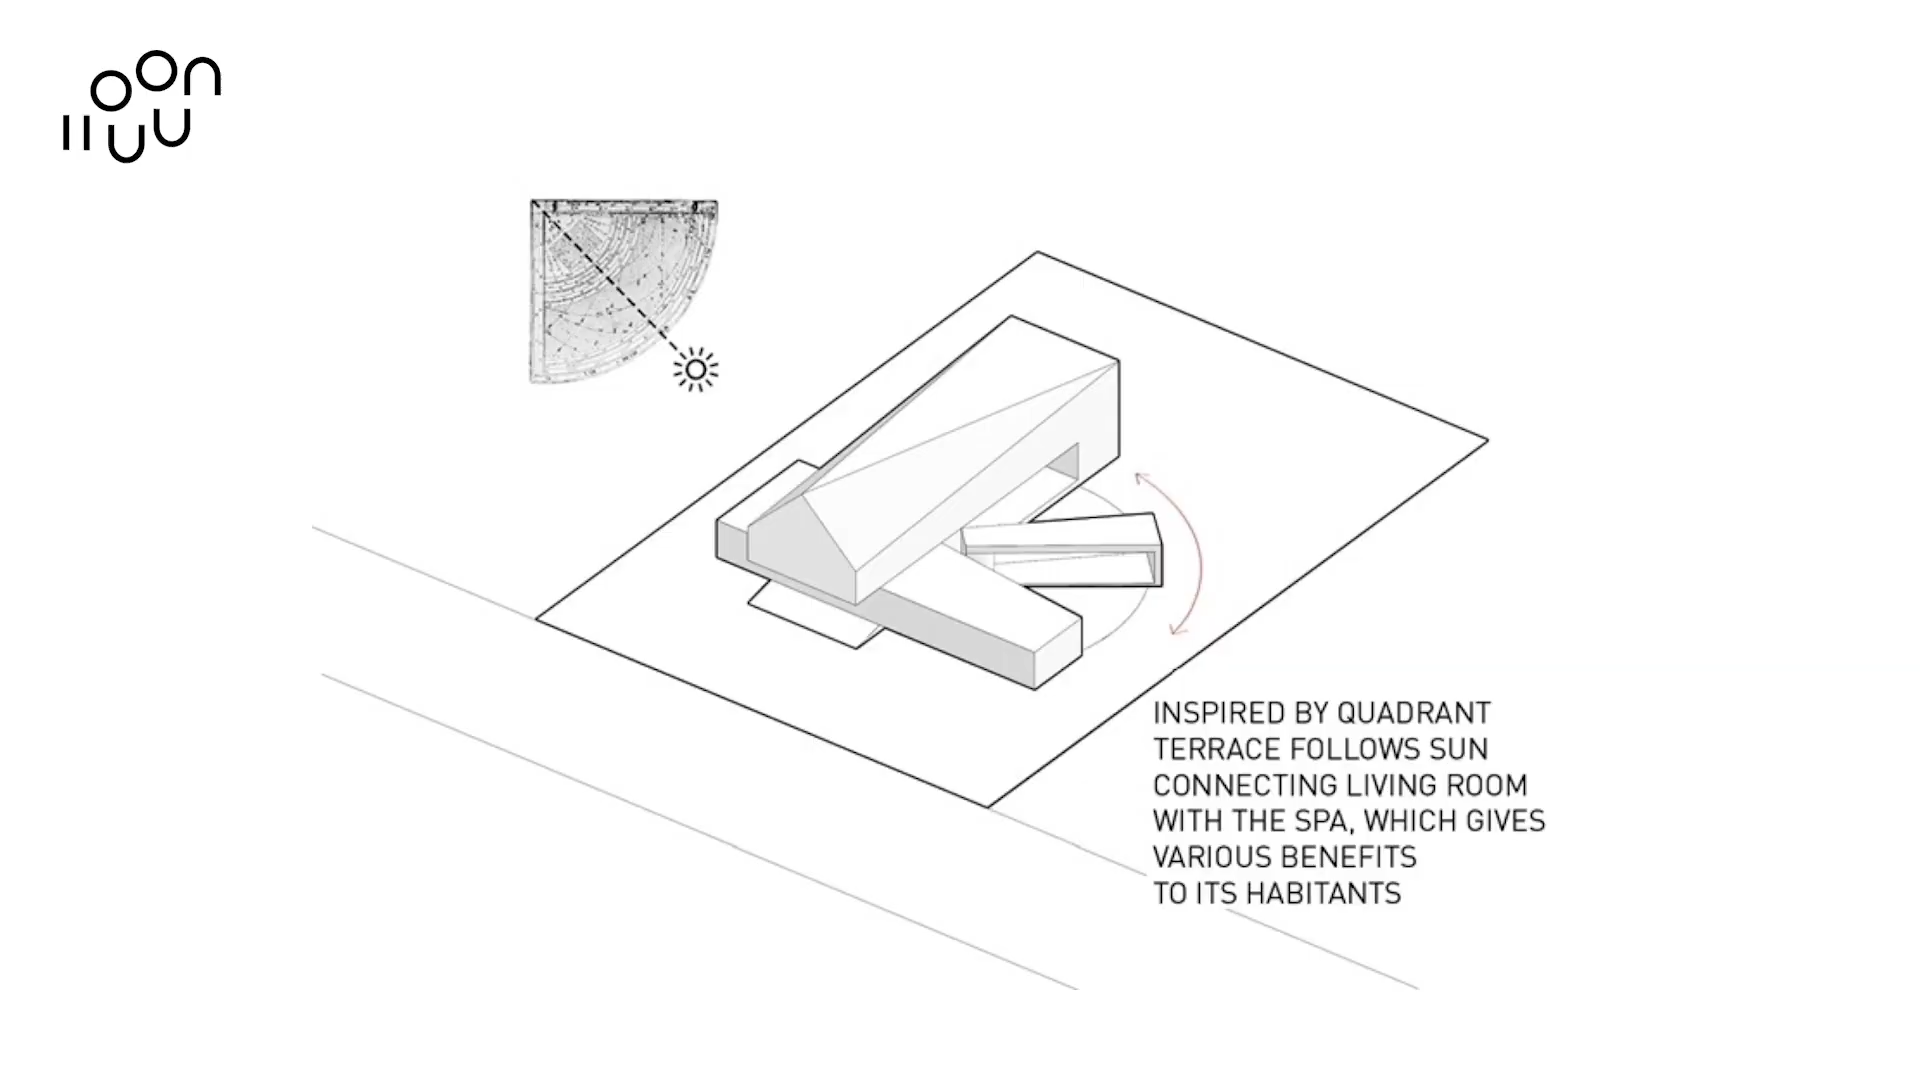 INSPIRED BY QUADRANT
TERRACE FOLLOWS SUN
CONNECTING LIVING ROOM
WITH THE SPA, WHICH GIVES
VARIOUS BENEFITS
TO ITS HABITANTS